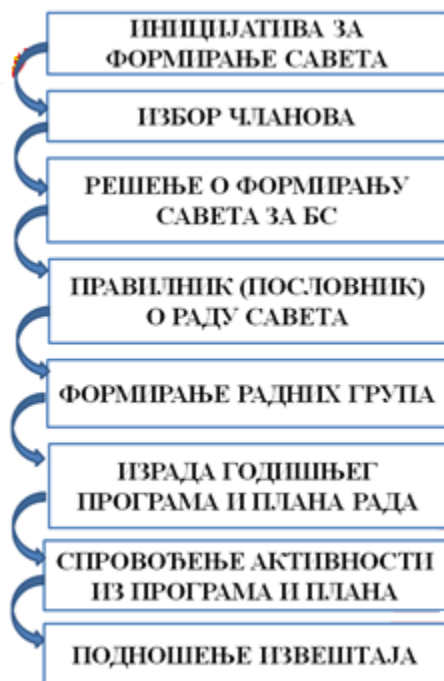 ИНИЦИЈАТИВА ЗА
ФОРМИРАЊЕ САВЕТА
ИЗБОР ЧЛАНОВА
РЕШЕЊЕ О ФОРМИРАЊУ
САВЕТА ЗА БС
ПРАВИЛНИК (ПОСЛОВНИК)
О РАДУ САВЕТА
ФОРМИРАЊЕ РАДНИХ ГРУПА
ИЗРАДА ГОДИШЊЕГ
ПРОГРАМА И ПЛАНА РАДА
СПРОВОЂЕЊЕ АКТИВНОСТИ
ИЗ ПРОГРАМА И ПЛАНА
ПОДНОШЕЊЕ ИЗВЕШТАЈА